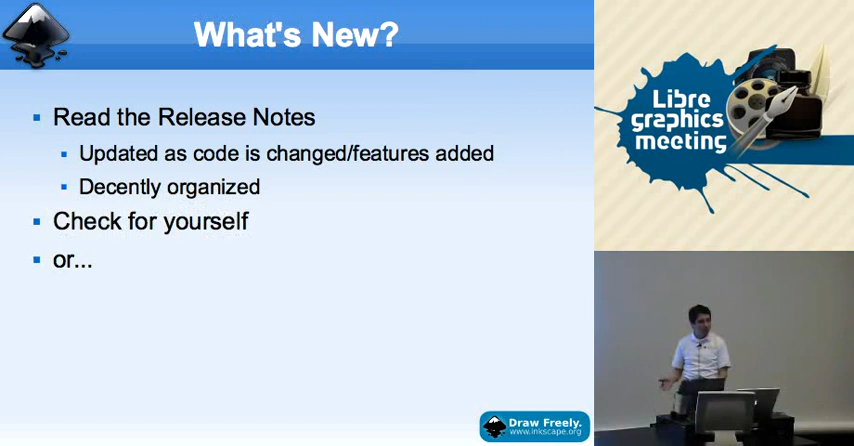 What's New?
Read the Release Notes
Updated as code is changed/features added
Decently organized
Check for yourself
or...
Draw Freely.
www.inkscape.org
Libre
graphics
meeting